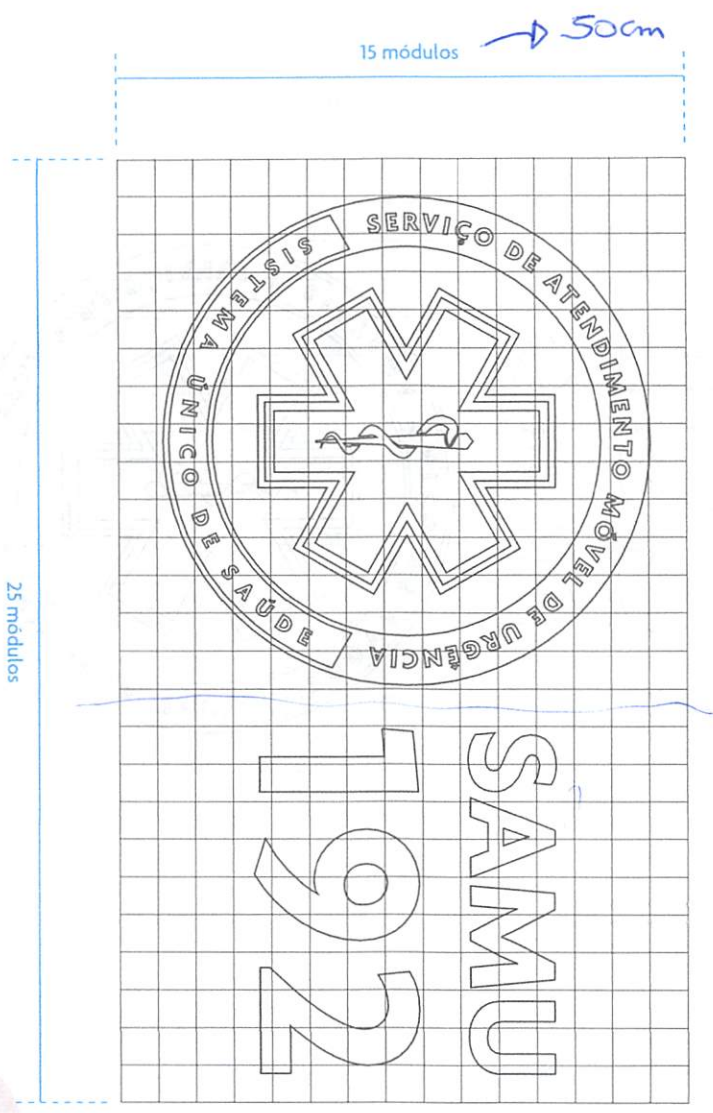 15 módulos → 50cm
25 módulos
SERVIÇO DE ATENDIMENTO MÓVEL DE URGÊNCIA
SISTEMA ÚNICO DE SAÚDE
SAMU
192